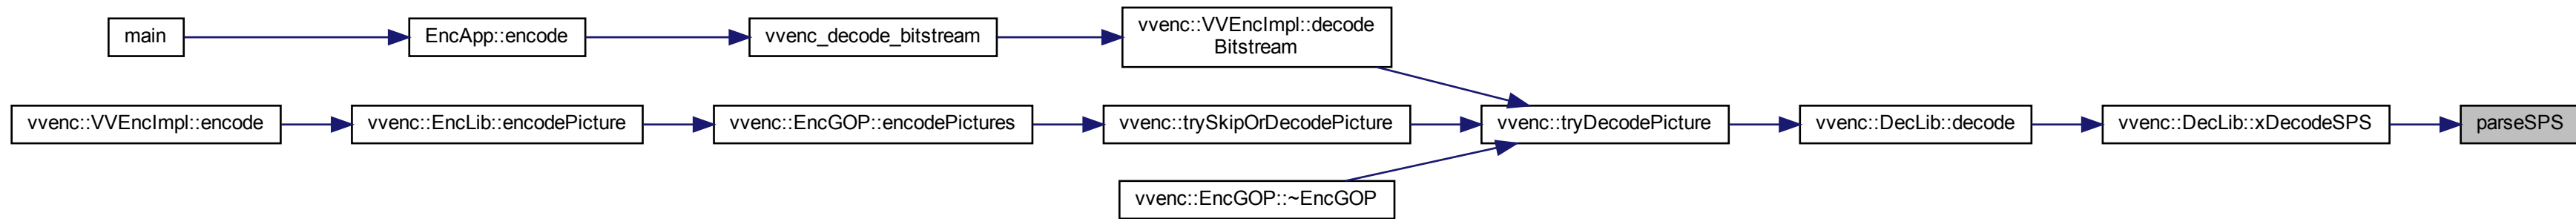 main
EncApp::encode
vvenc_decode_bitstream
vvenc::VVEncImpl::decode
Bitstream
vvenc::VVEncImpl::encode
vvenc::EncLib::encodePicture
vvenc::EncGOP::encodePictures
vvenc::trySkipOrDecodePicture
vvenc::tryDecodePicture
vvenc::DecLib::decode
vvenc::DecLib::xDecodeSPS
parseSPS
vvenc::EncGOP::~EncGOP